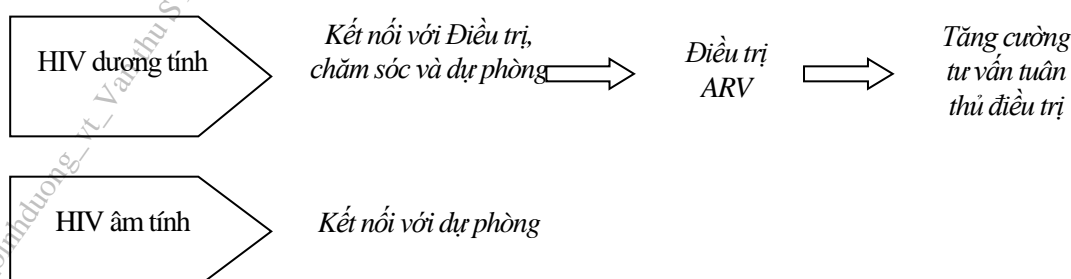 HIV dương tính
Kết nối với Điều trị,
chăm sóc và dự phòng
Điều trị
ARV
Tăng cường
tư vấn tuân
thủ điều trị
HIV âm tính
Kết nối với dự phòng